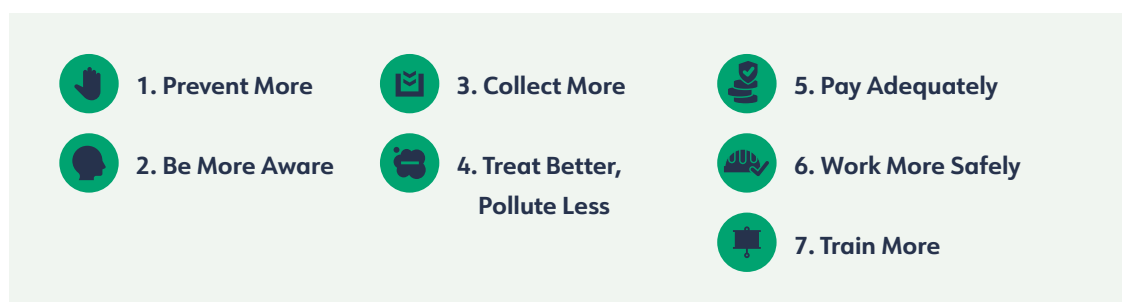 1. Prevent More
2. Be More Aware
3. Collect More
4. Treat Better,
Pollute Less
5. Pay Adequately
6. Work More Safely
7. Train More